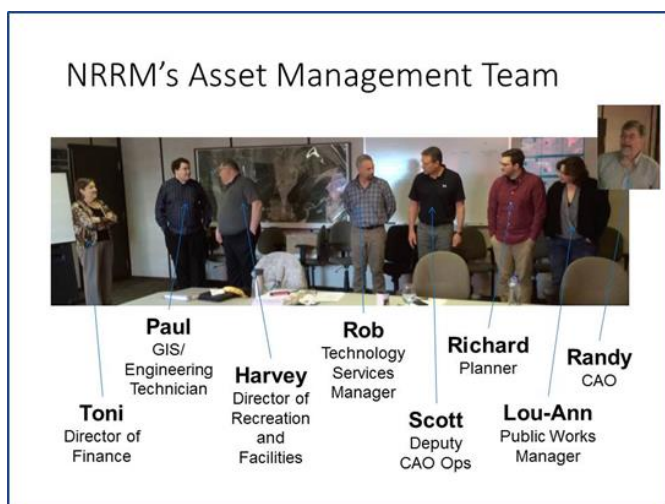 NRRM's Asset Management Team
Paul
GIS/
Engineering
Technician
Rob
Technology
Services
Manager
Richard
Planner
Randy
CAO
Harvey
Director of
Recreation
and
Facilities
Toni
Director of
Finance
Scott
Deputy
CAO Ops
Lou-Ann
Public Works
Manager